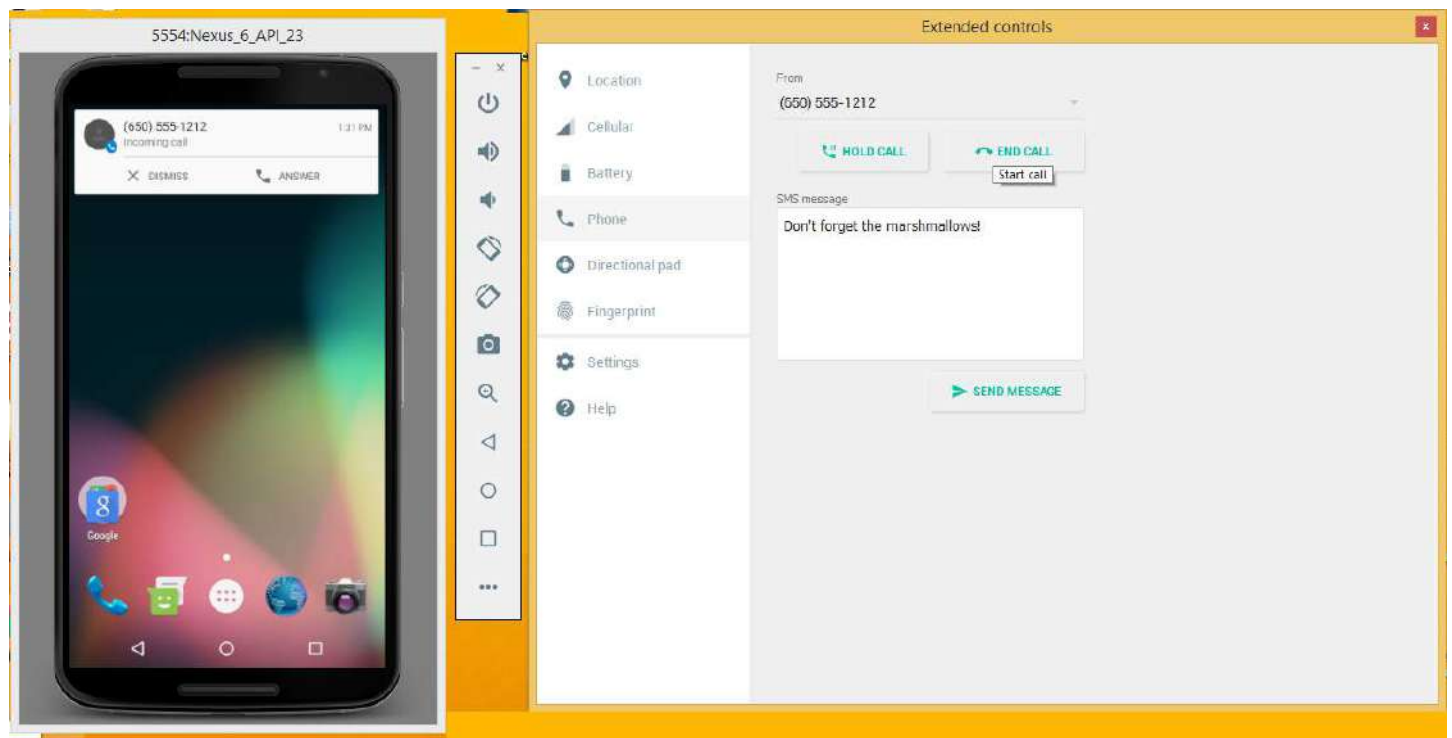 5554:Nexus_6_API_23
(650) 555-1212
1:31 PM
Incoming call
DISMISS
ANSWER
Google
Extended controls
Location
Cellular
Battery
Phone
Directional pad
Fingerprint
Settings
Help
From
(650) 555-1212
HOLD CALL
END CALL
Start call
SMS message
Don't forget the marshmallows!
SEND MESSAGE